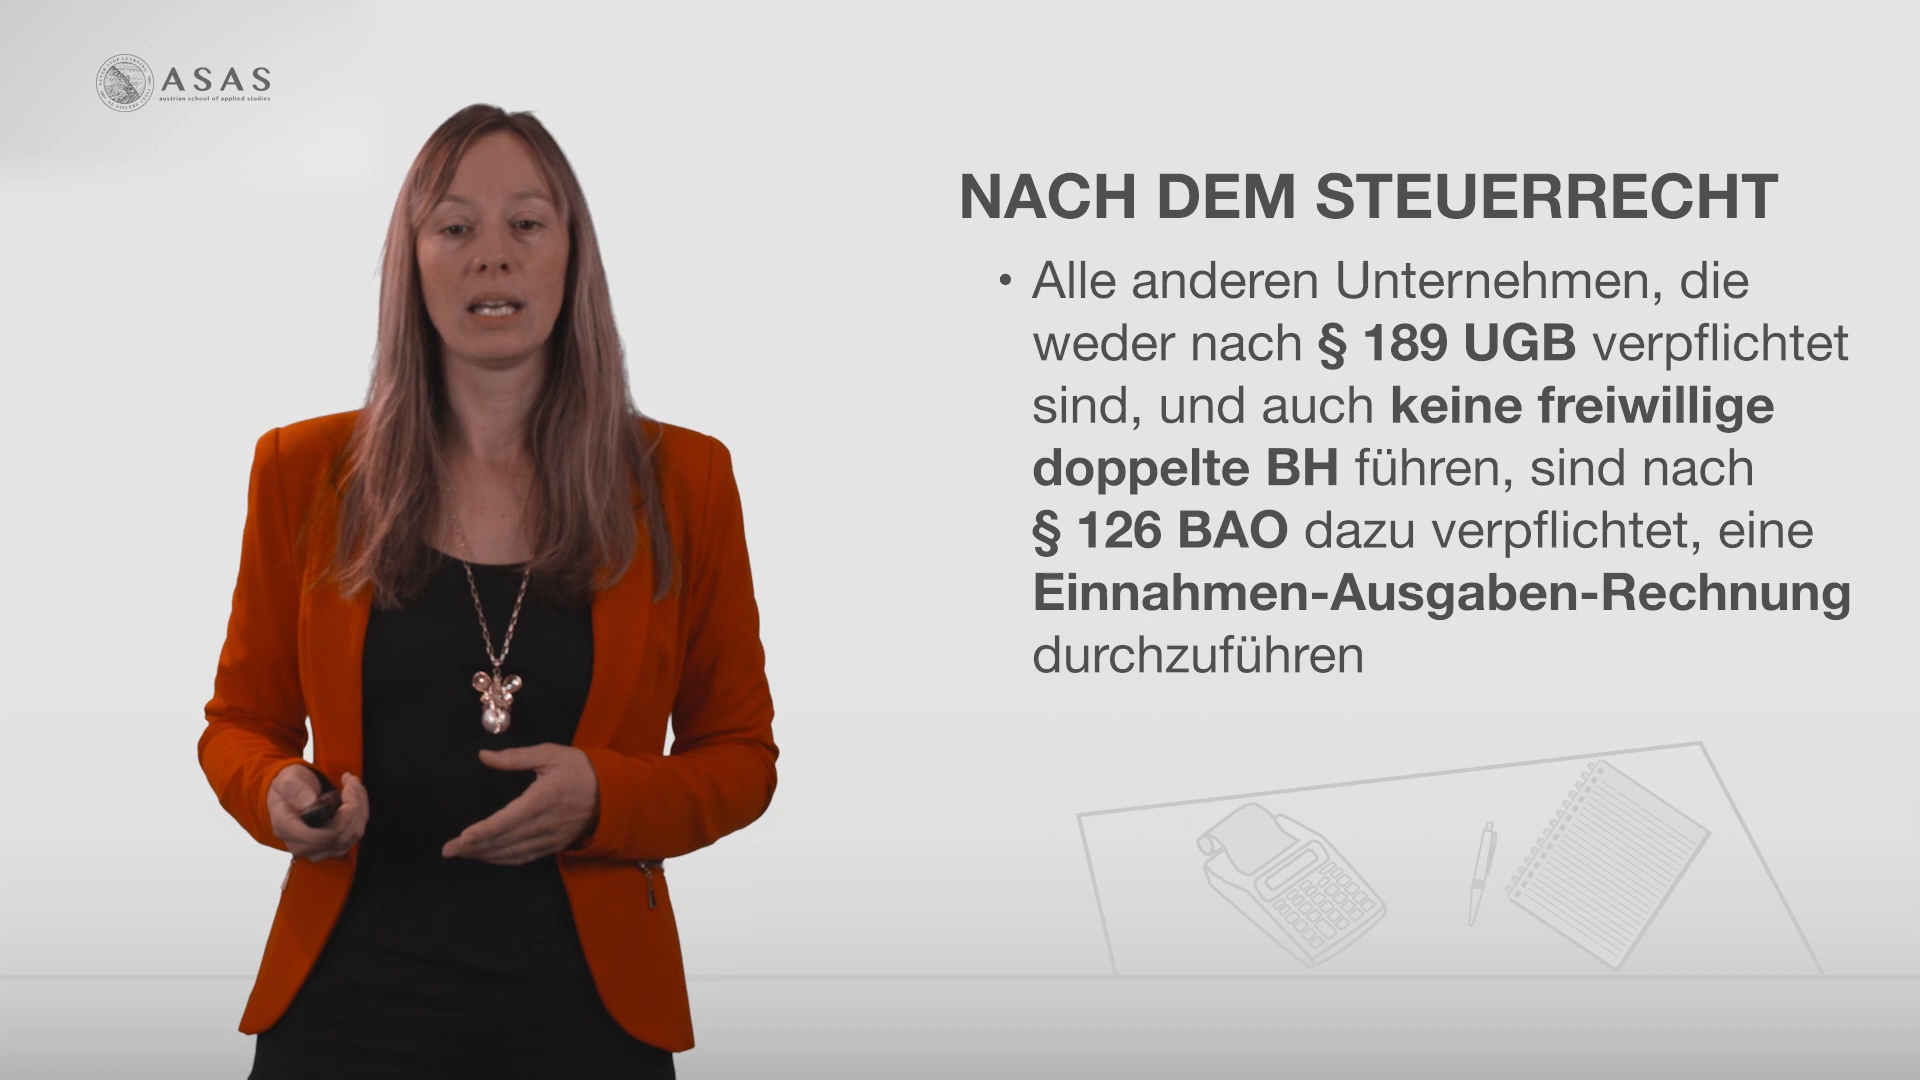 ASAS
austrian school of applied studies
NACH DEM STEUERRECHT
• Alle anderen Unternehmen, die
weder nach § 189 UGB verpflichtet
sind, und auch keine freiwillige
doppelte BH führen, sind nach
§ 126 BAO dazu verpflichtet, eine
Einnahmen-Ausgaben-Rechnung
durchzuführen